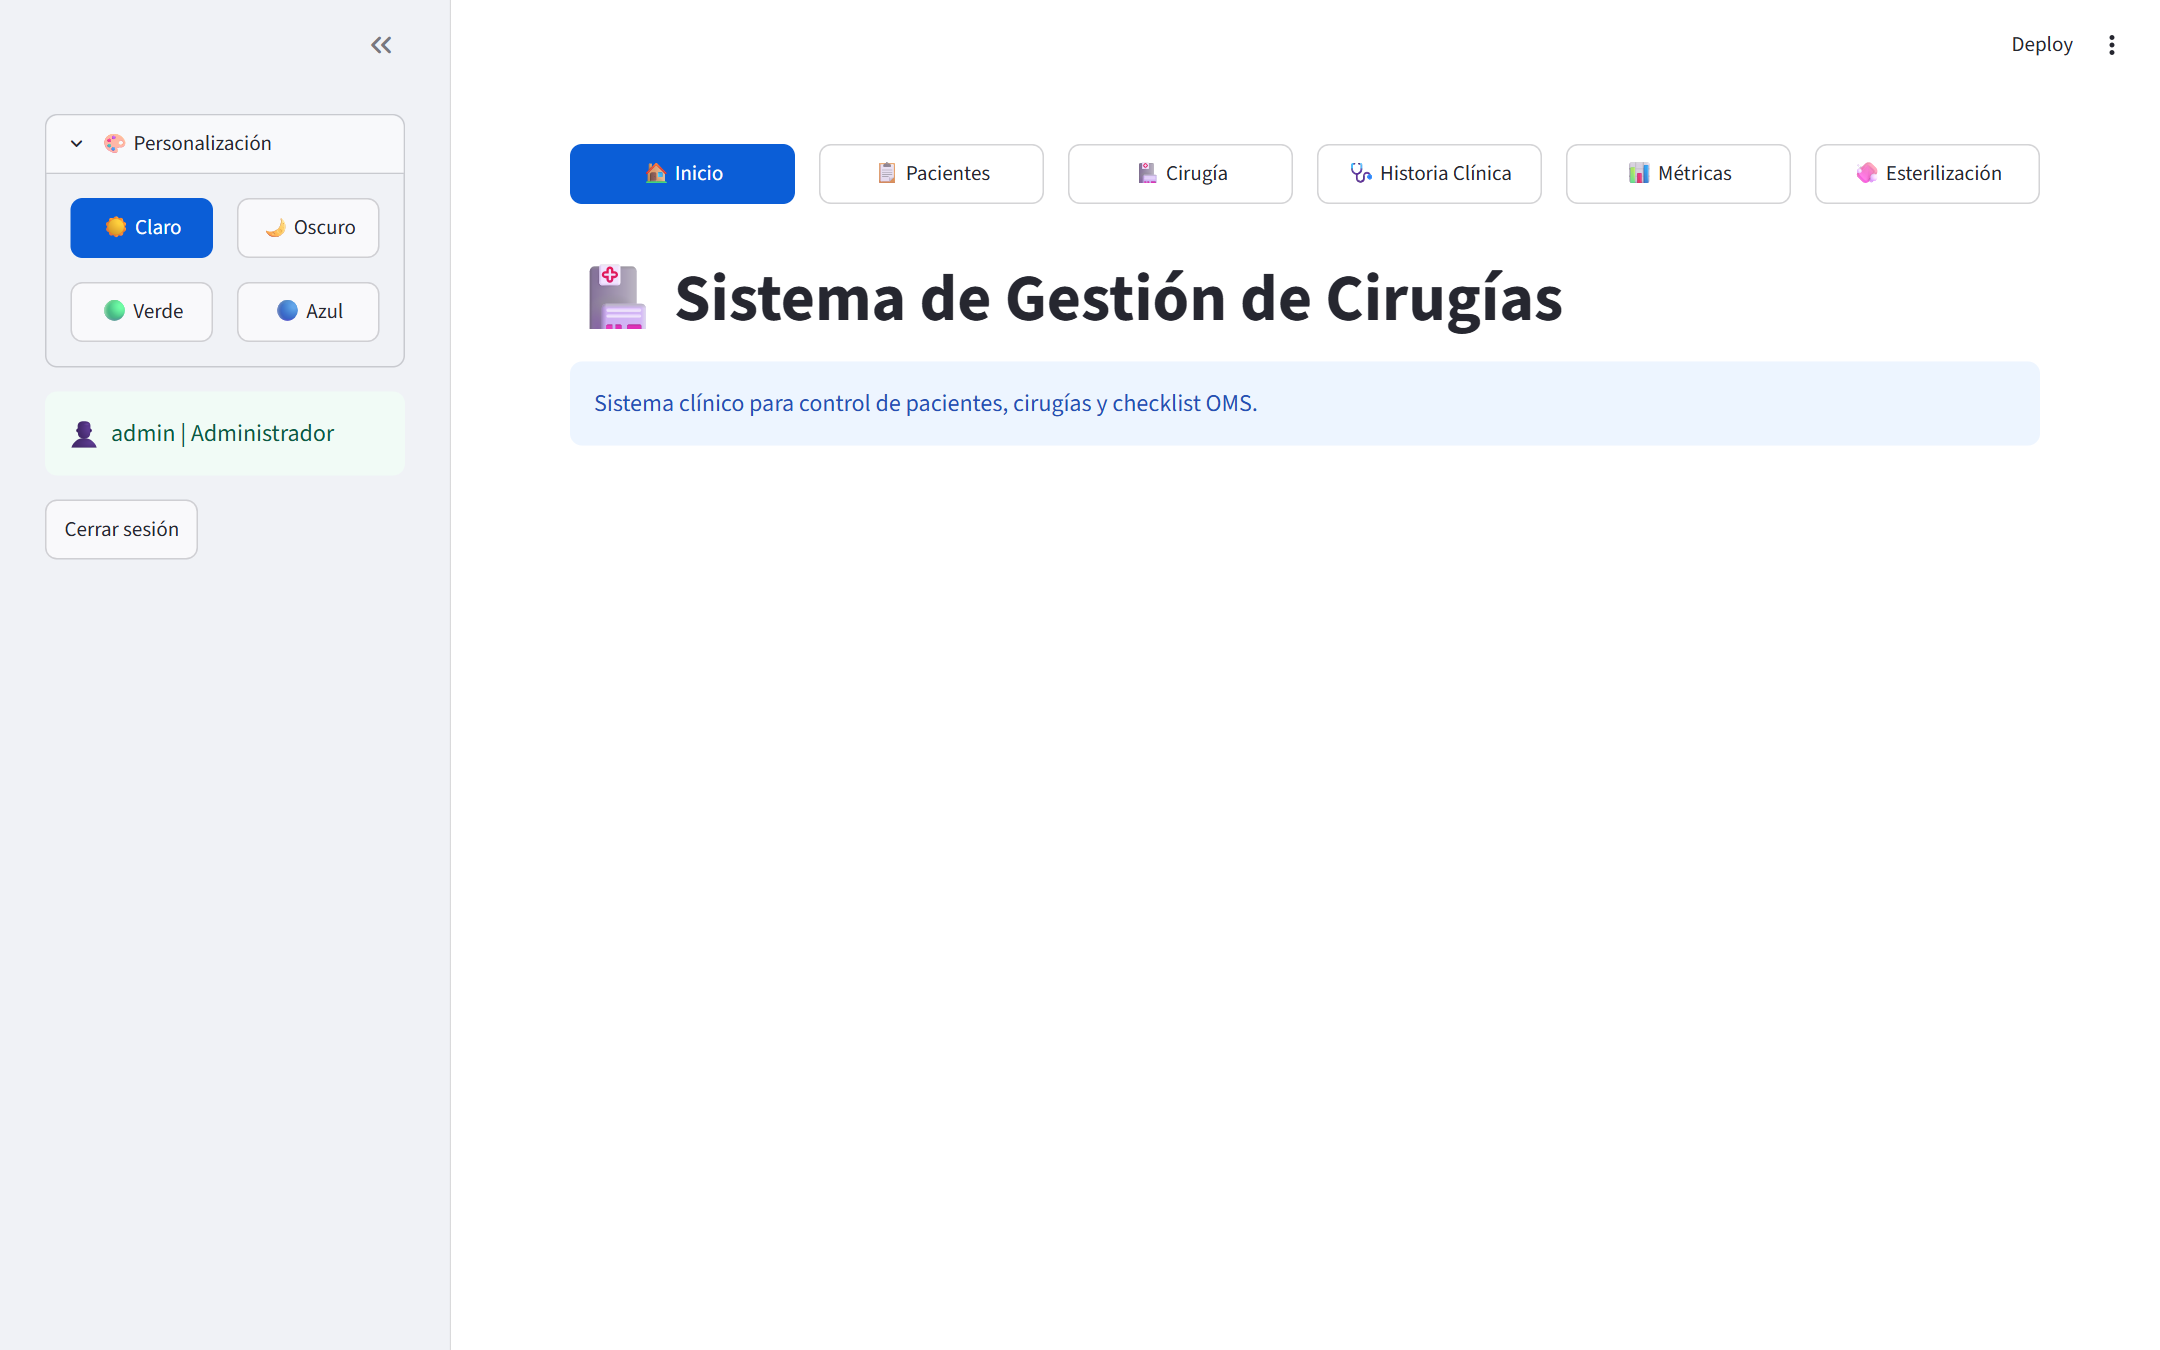 Deploy
Personalización
Claro
Oscuro
Verde
Azul
admin | Administrador
Cerrar sesión
Inicio
Pacientes
Cirugía
Historia Clínica
Métricas
Esterilización
Sistema de Gestión de Cirugías
Sistema clínico para control de pacientes, cirugías y checklist OMS.